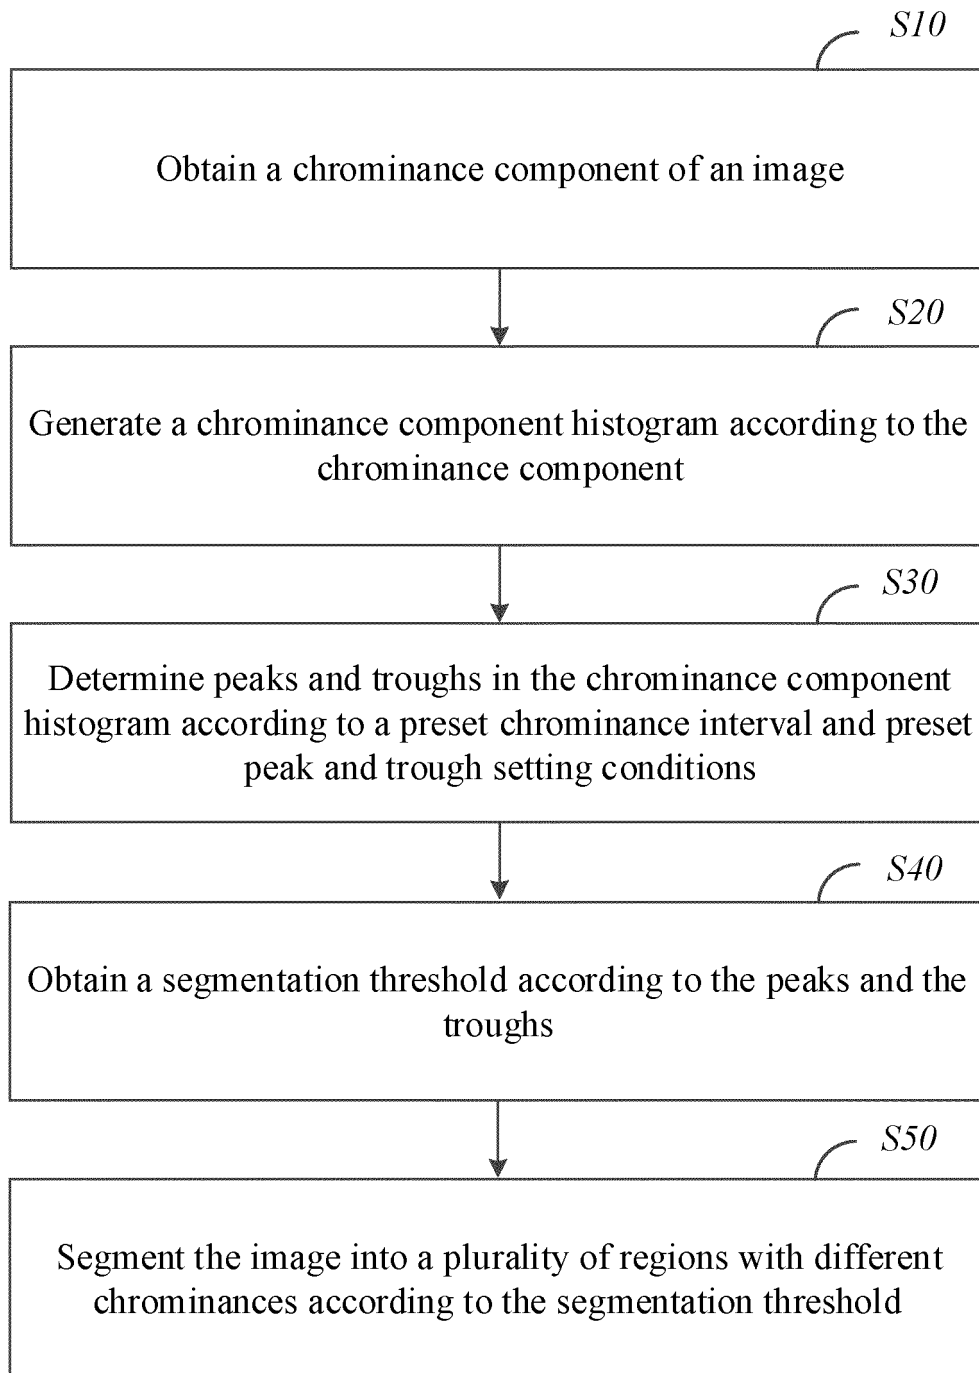 S10
Obtain a chrominance component of an image
S20
Generate a chrominance component histogram according to the
chrominance component
S30
Determine peaks and troughs in the chrominance component
histogram according to a preset chrominance interval and preset
peak and trough setting conditions
S40
Obtain a segmentation threshold according to the peaks and the
troughs
S50
Segment the image into a plurality of regions with different
chrominances according to the segmentation threshold